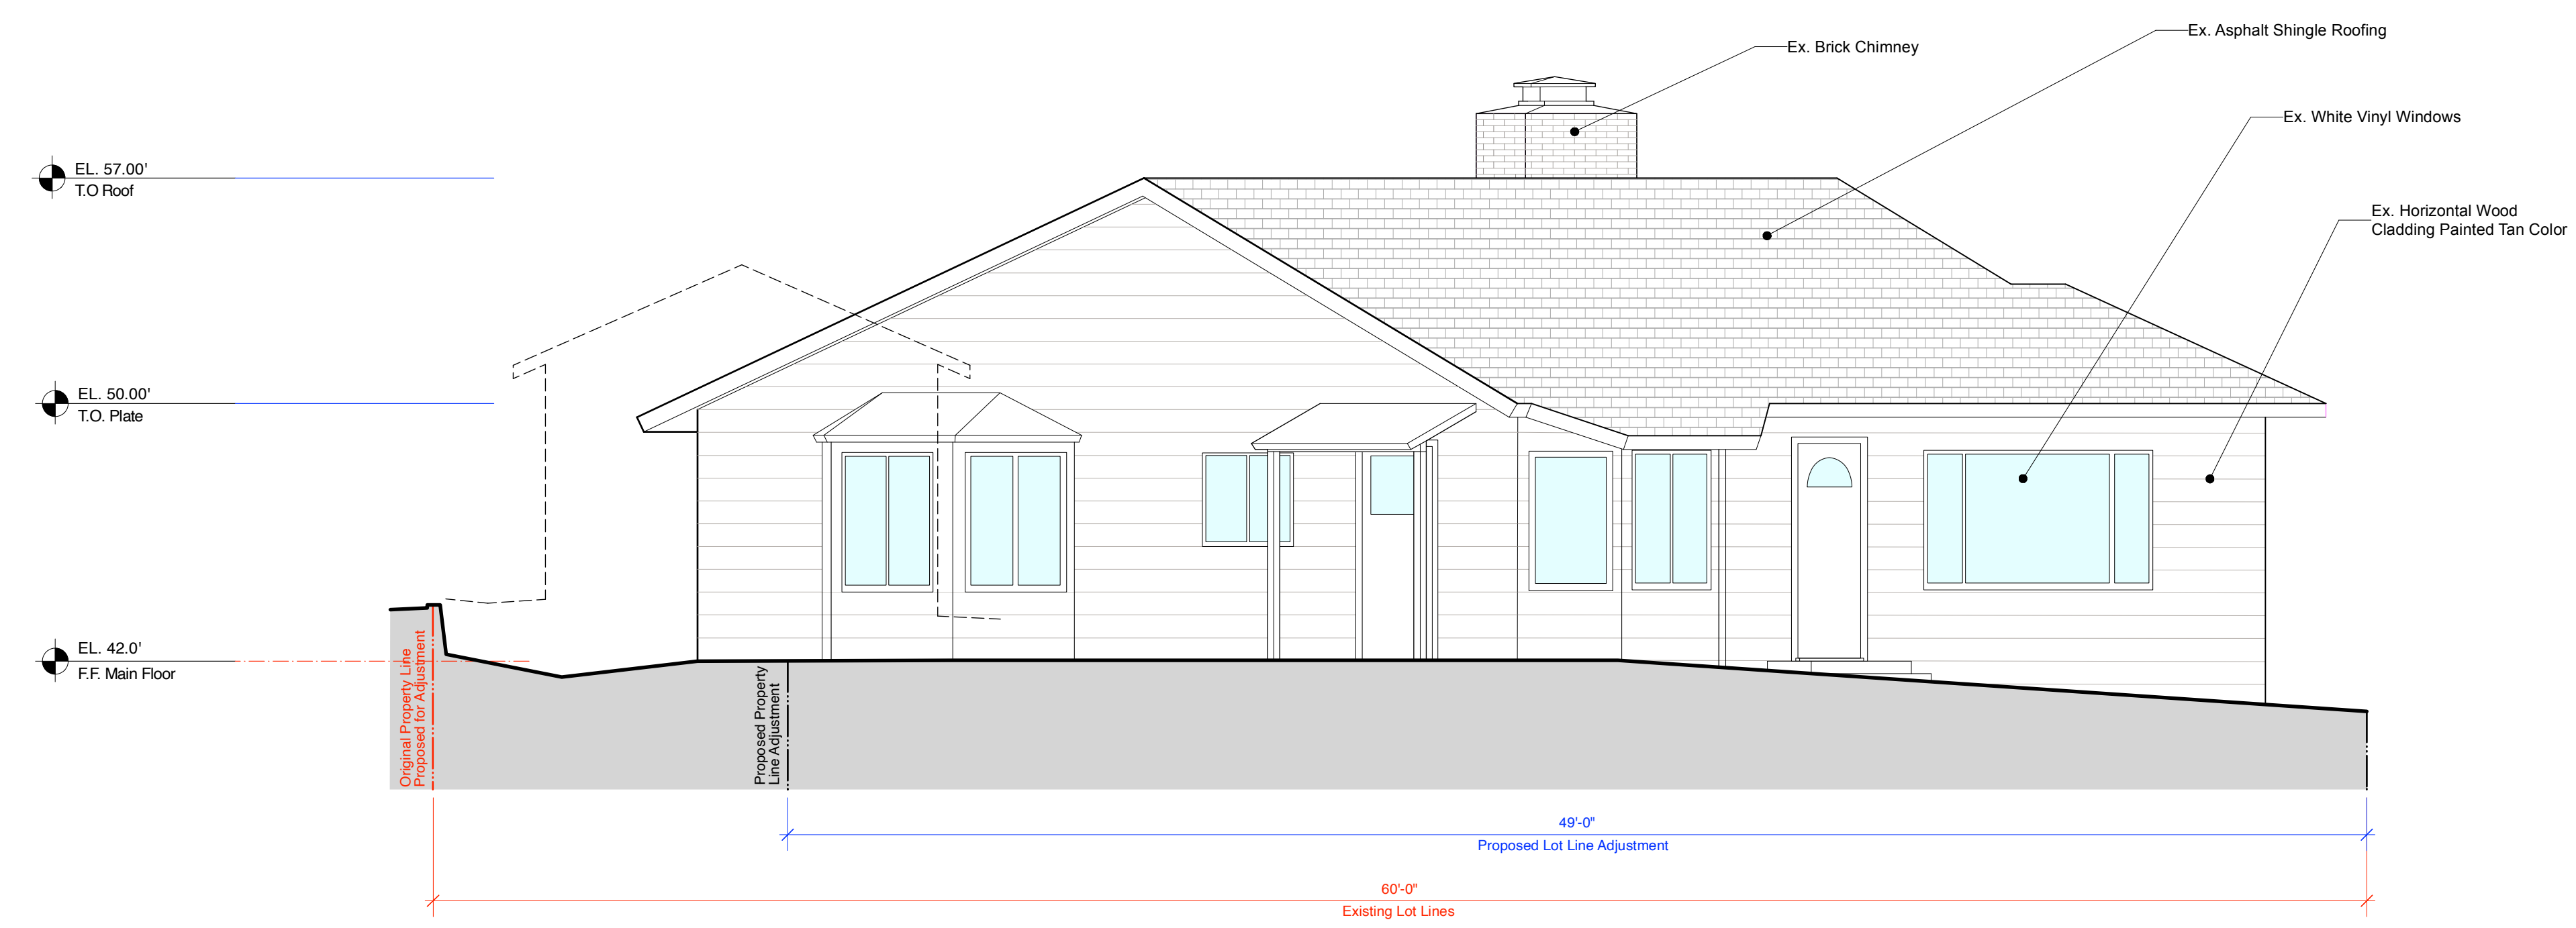 Ex. Asphalt Shingle Roofing
Ex. Brick Chimney
Ex. White Vinyl Windows
EL. 57.00'
T.O Roof
Ex. Horizontal Wood
Cladding Painted Tan Color
EL. 50.00'
T.O. Plate
EL. 42.0'
F.F. Main Floor
Original Property Line
Proposed for Adjustment
Proposed Property
Line Adjustment
49'-0"
Proposed Lot Line Adjustment
60'-0"
Existing Lot Lines